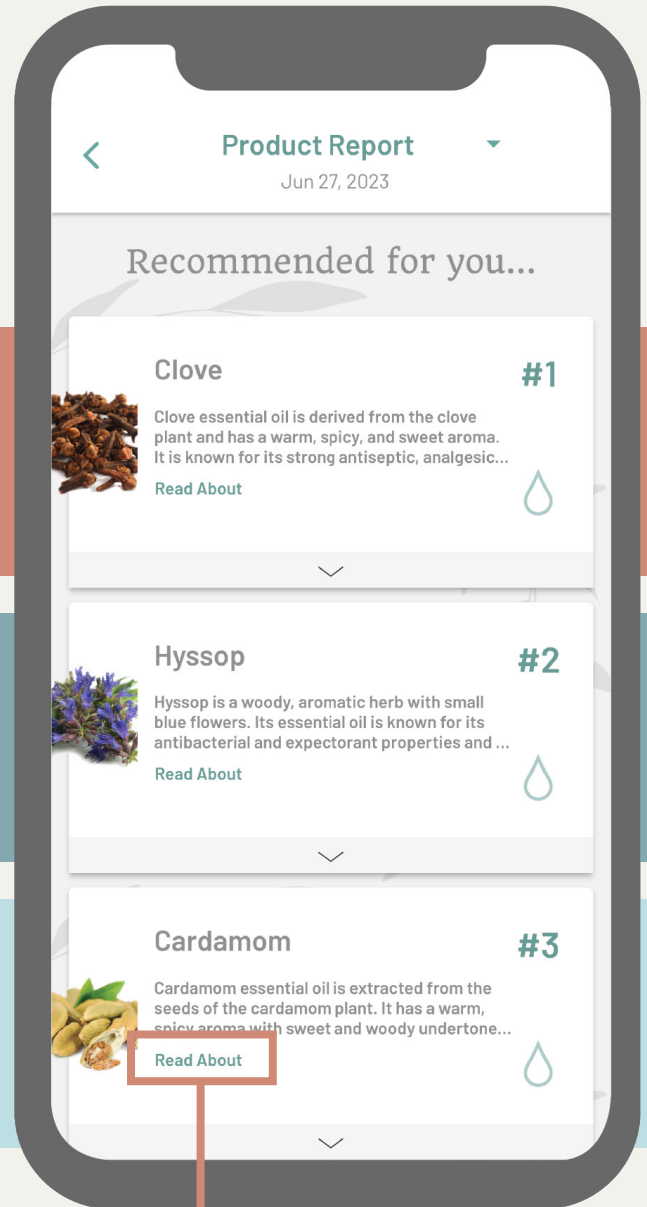 Product Report
Jun 27, 2023
Recommended for you...
Clove
#1
Clove essential oil is derived from the clove
plant and has a warm, spicy, and sweet aroma.
It is known for its strong antiseptic, analgesic...
Read About
Hyssop
#2
Hyssop is a woody, aromatic herb with small
blue flowers. Its essential oil is known for its
antibacterial and expectorant properties and ...
Read About
Cardamom
#3
Cardamom essential oil is extracted from the
seeds of the cardamom plant. It has a warm,
spicy aroma with sweet and woody undertone...
Read About